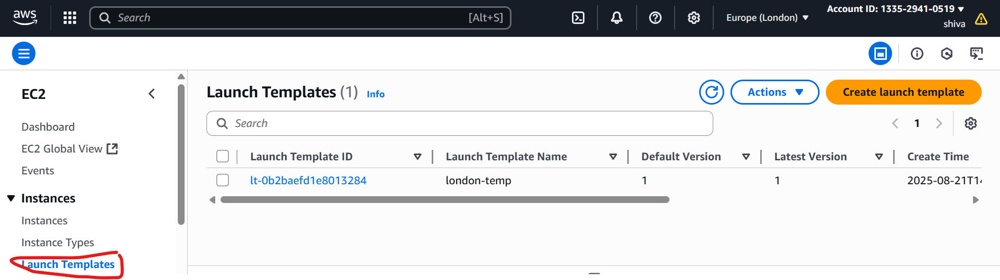 aws
Search [Alt+S]
Europe (London)
Account ID: 1335-2941-0519
shiva
EC2
Dashboard
EC2 Global View
Events
Instances
Instances
Instance Types
Launch Templates
Launch Templates (1) Info
Actions
Create launch template
Search
1
Launch Template ID Launch Template Name Default Version Latest Version Create Time
lt-0b2baefd1e8013284 london-temp 1 1 2025-08-21T14